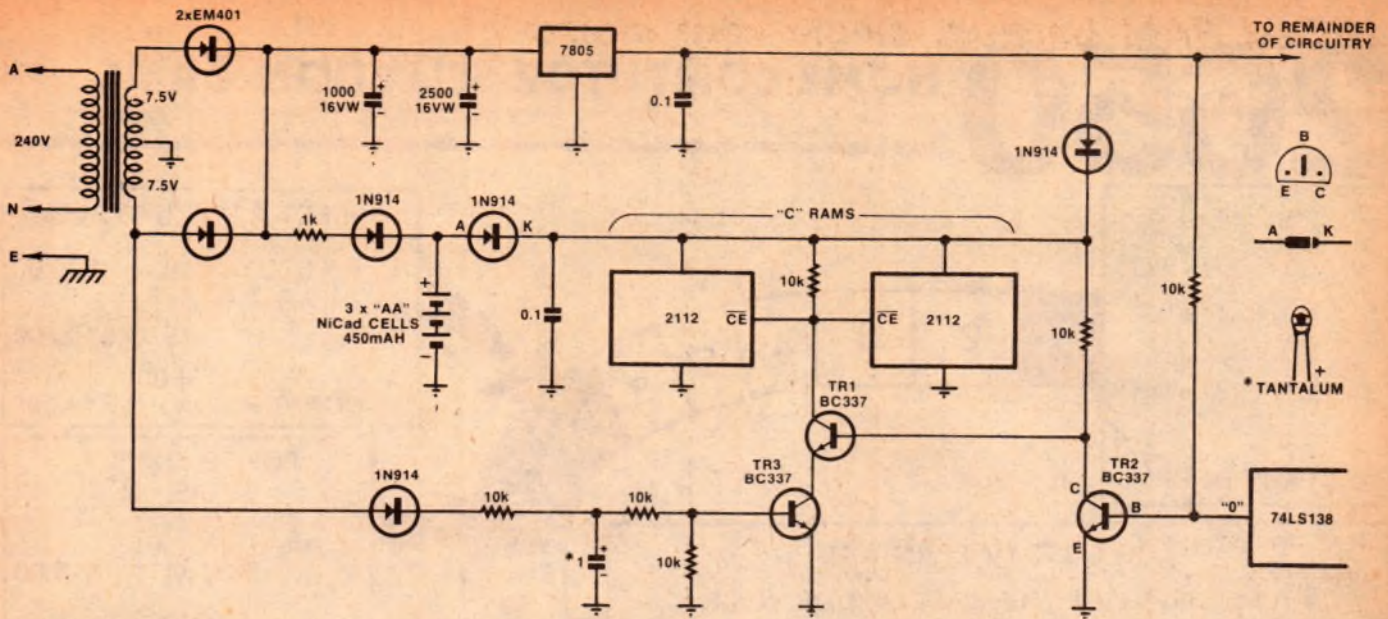 2xEM401
7805
TO REMAINDER
OF CIRCUITRY
A
7.5V
240V
7.5V
N
E
1000
16VW
2500
16VW
0.1
1N914
B
E C
1k
1N914
1N914
A K
"C" RAMS
A K
3 x "AA"
NiCad CELLS
450mAH
0.1
2112
CE
10k
CE
2112
10k
10k
* TANTALUM
TR1
BC337
1N914
10k
10k
TR3
BC337
TR2
BC337
C
B
E
"0"
74LS138
*1
10k
+